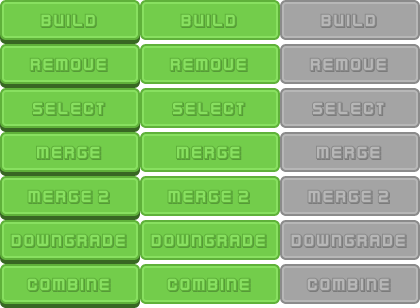 BUILD BUILD BUILD
REMOVE REMOVE REMOVE
SELECT SELECT SELECT
MERGE MERGE MERGE
MERGE 2 MERGE 2 MERGE 2
DOWNGRADE DOWNGRADE DOWNGRADE
COMBINE COMBINE COMBINE